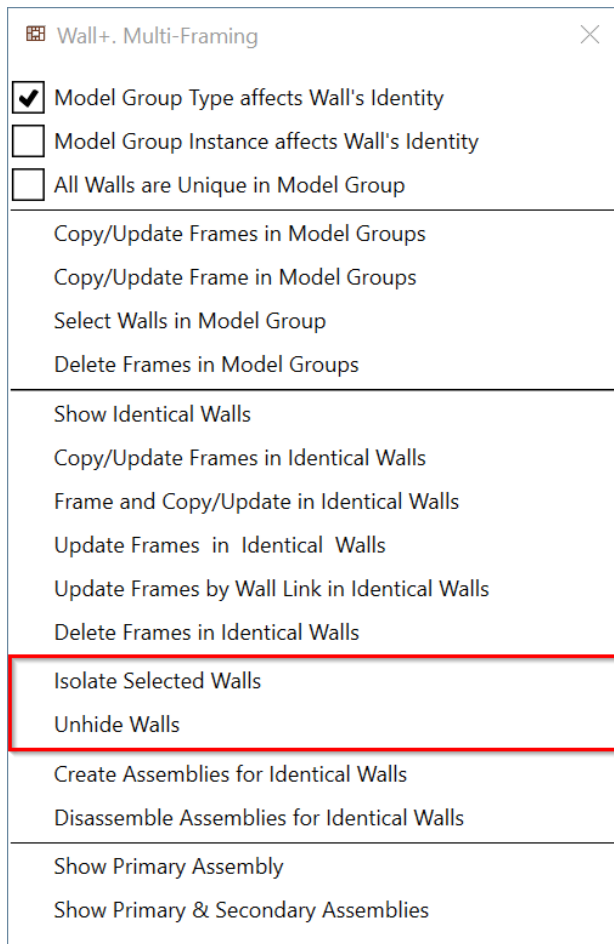 Wall+. Multi-Framing
Model Group Type affects Wall's Identity
Model Group Instance affects Wall's Identity
All Walls are Unique in Model Group
Copy/Update Frames in Model Groups
Copy/Update Frame in Model Groups
Select Walls in Model Group
Delete Frames in Model Groups
Show Identical Walls
Copy/Update Frames in Identical Walls
Frame and Copy/Update in Identical Walls
Update Frames  in  Identical  Walls
Update Frames by Wall Link in Identical Walls
Delete Frames in Identical Walls
Isolate Selected Walls
Unhide Walls
Create Assemblies for Identical Walls
Disassemble Assemblies for Identical Walls
Show Primary Assembly
Show Primary & Secondary Assemblies